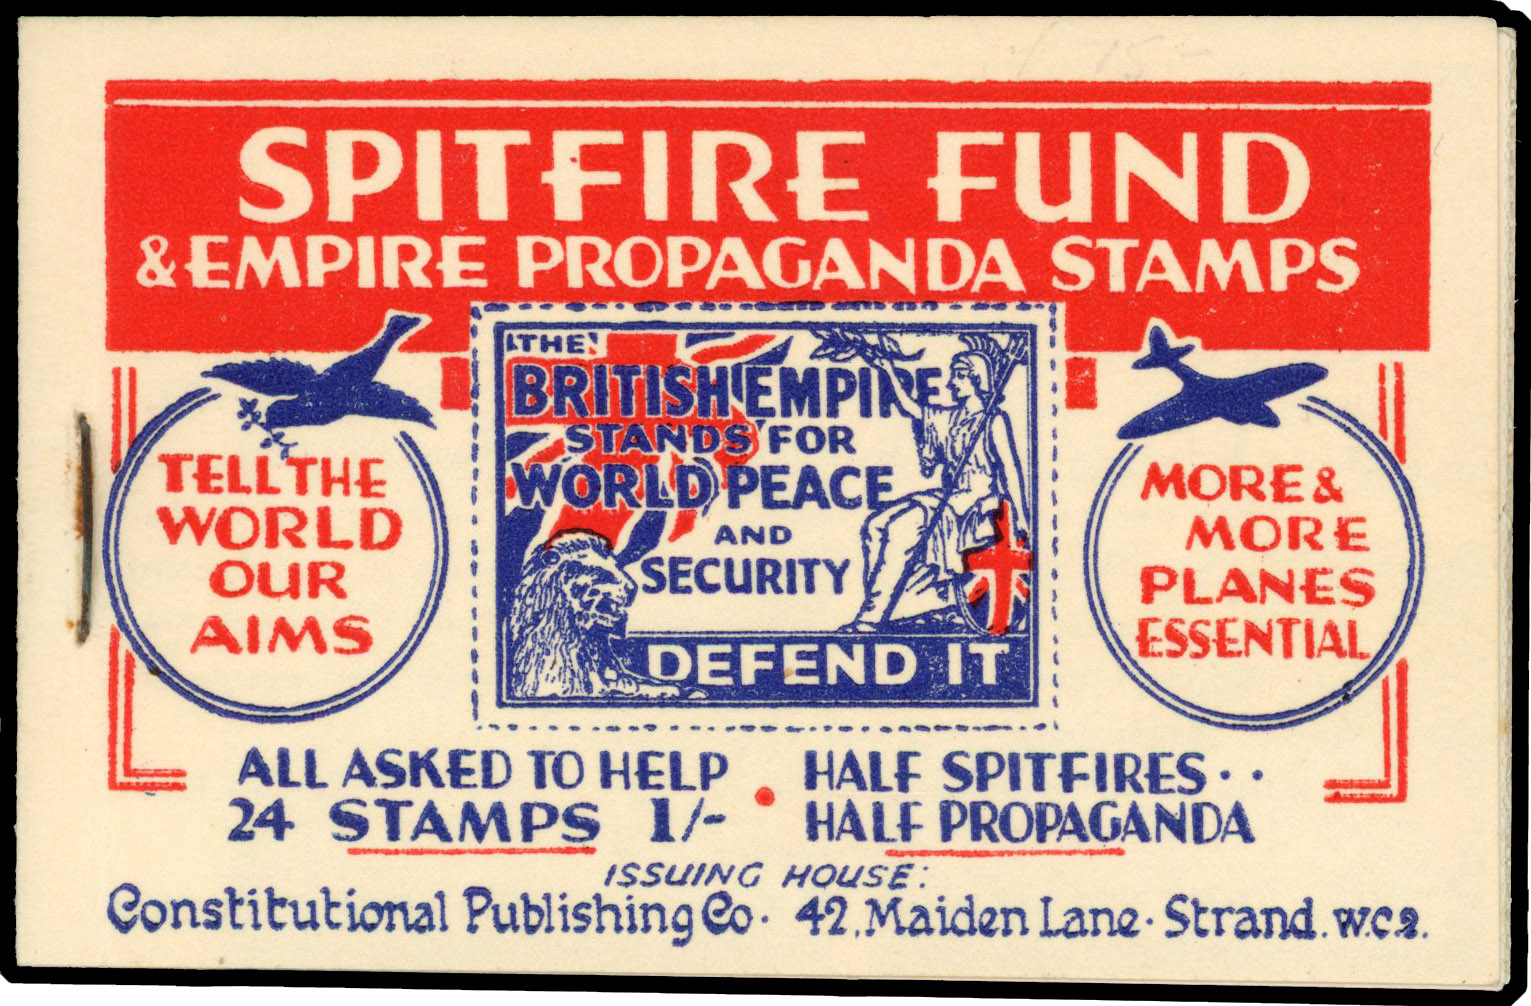 SPITFIRE FUND
& EMPIRE PROPAGANDA STAMPS
THE
BRITISH EMPIRE
STANDS FOR
WORLD PEACE
AND
SECURITY
DEFEND IT
TELL THE
WORLD
OUR
AIMS
MORE &
MORE
PLANES
ESSENTIAL
ALL ASKED TO HELP
24 STAMPS 1/-
HALF SPITFIRES . .
HALF PROPAGANDA
ISSUING HOUSE:
Constitutional Publishing Co. 42, Maiden Lane. Strand. W.C.2.